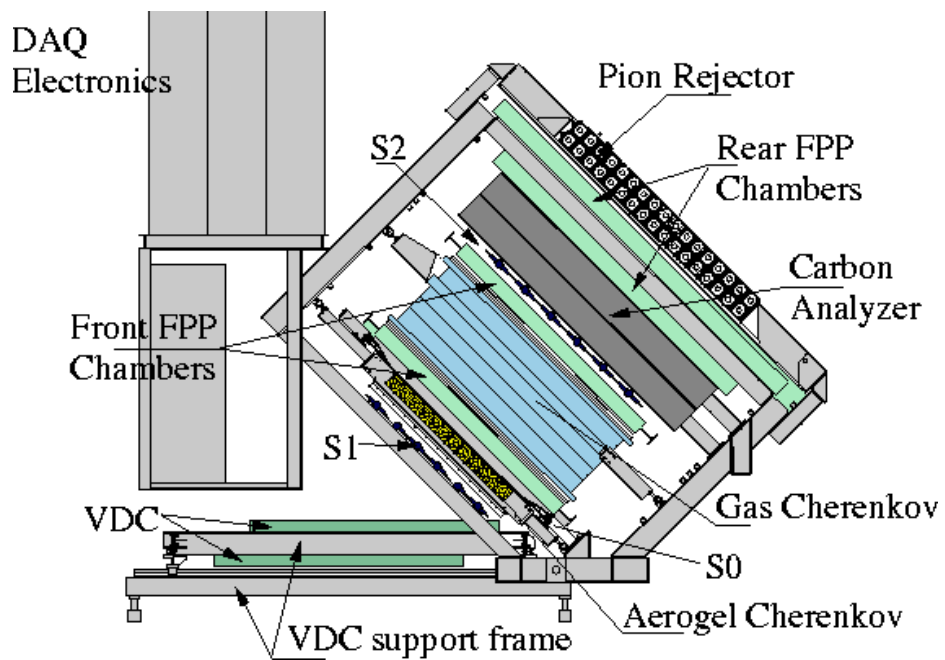 DAQ
Electronics
Pion Rejector
S2
Rear FPP
Chambers
Carbon
Analyzer
Front FPP
Chambers
S1
VDC
Gas Cherenkov
S0
Aerogel Cherenkov
VDC support frame